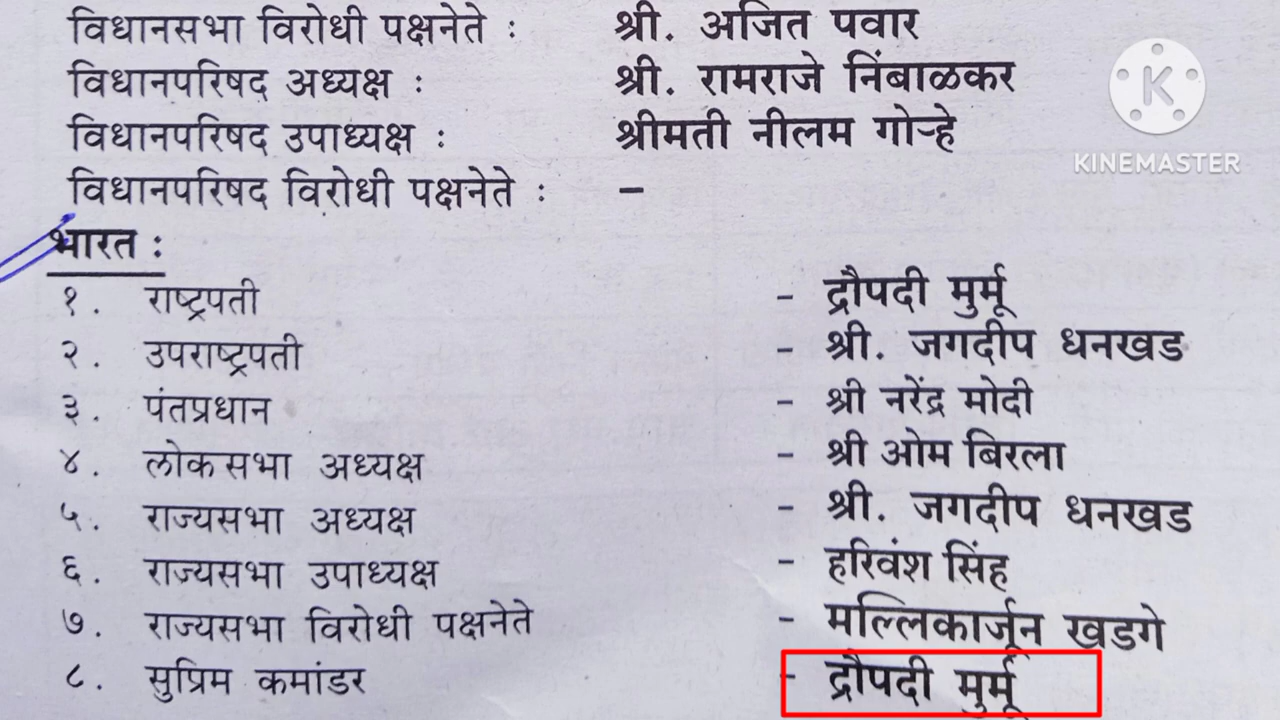 विधानसभा विरोधी पक्षनेते : श्री. अजित पवार
विधानपरिषद अध्यक्ष : श्री. रामराजे निंबाळकर
विधानपरिषद उपाध्यक्ष : श्रीमती नीलम गोऱ्हे
विधानपरिषद विरोधी पक्षनेते : –
भारत :
१. राष्ट्रपती - द्रौपदी मुर्मू
२. उपराष्ट्रपती - श्री. जगदीप धनखड
३. पंतप्रधान - श्री नरेंद्र मोदी
४. लोकसभा अध्यक्ष - श्री ओम बिरला
५. राज्यसभा अध्यक्ष - श्री. जगदीप धनखड
६. राज्यसभा उपाध्यक्ष - हरिवंश सिंह
७. राज्यसभा विरोधी पक्षनेते - मल्लिकार्जून खडगे
८. सुप्रिम कमांडर - द्रौपदी मुर्मू
K
KINEMASTER